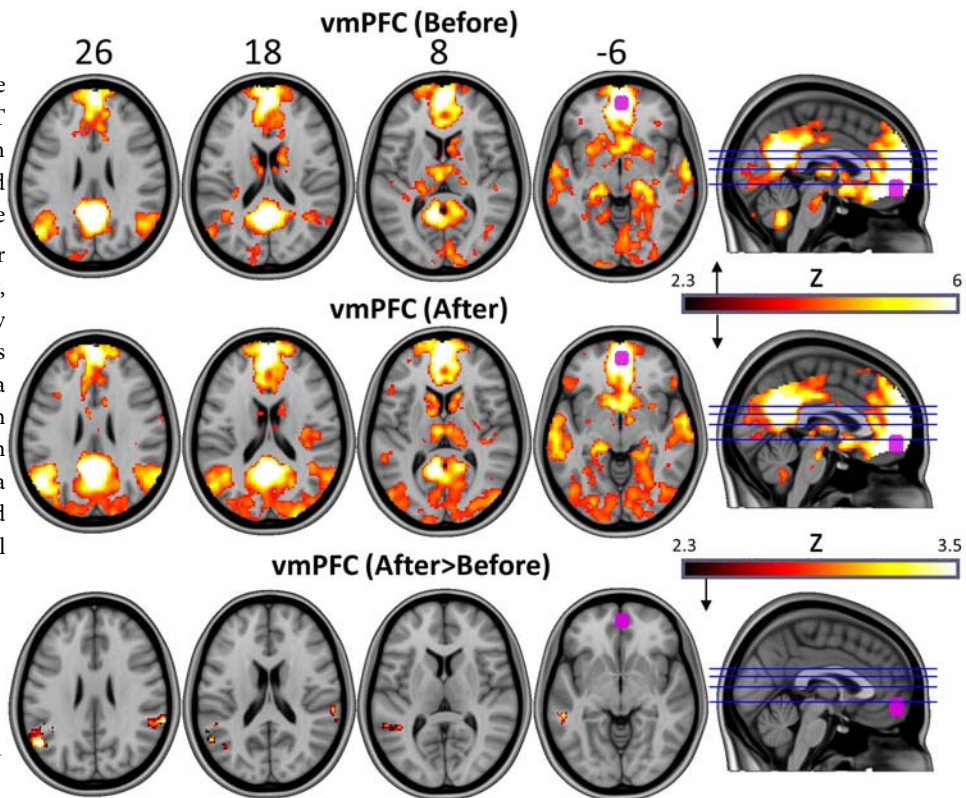 vmPFC (Before)
26 18 8 -6
e
T
n
d
e
r
2.3 Z 6
vmPFC (After)
y
s
a
n
n
a
d
l
2.3 Z 3.5
vmPFC (After>Before)